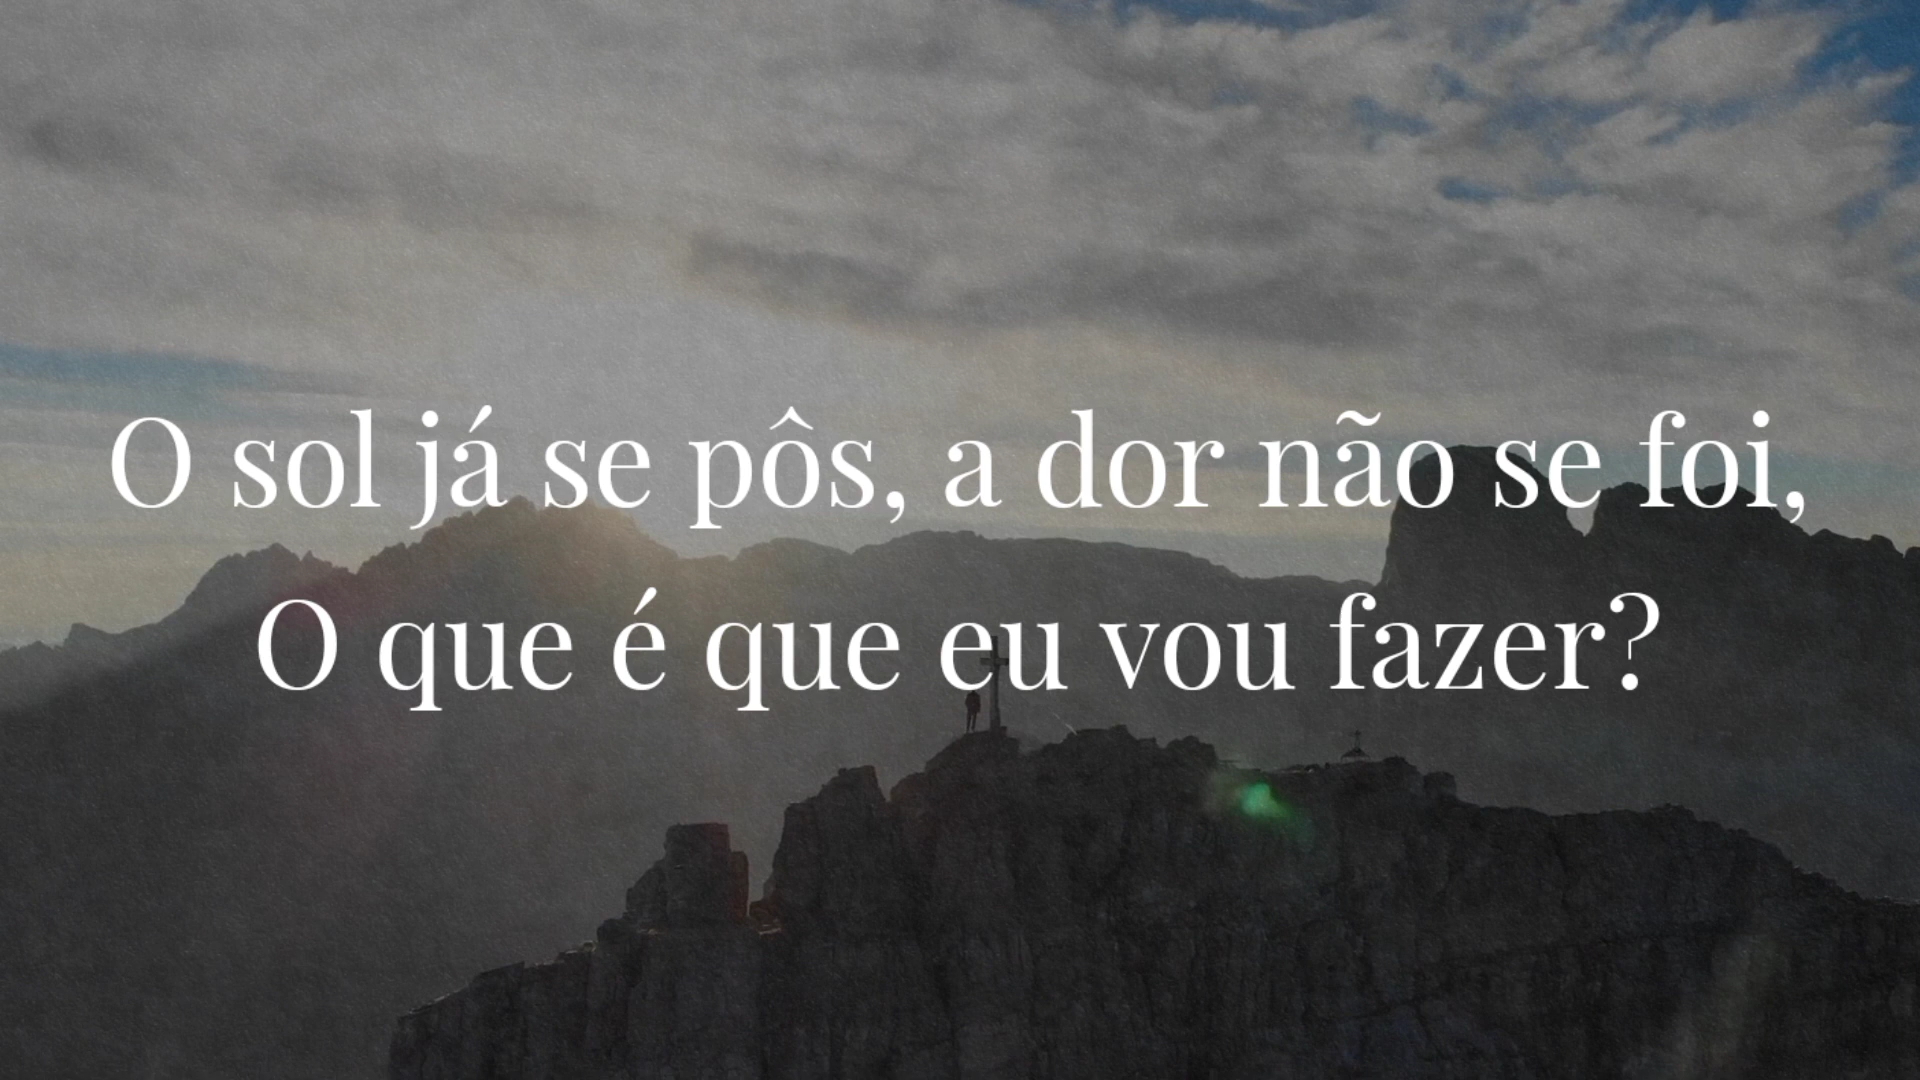 O sol já se pôs, a dor não se foi,
O que é que eu vou fazer?